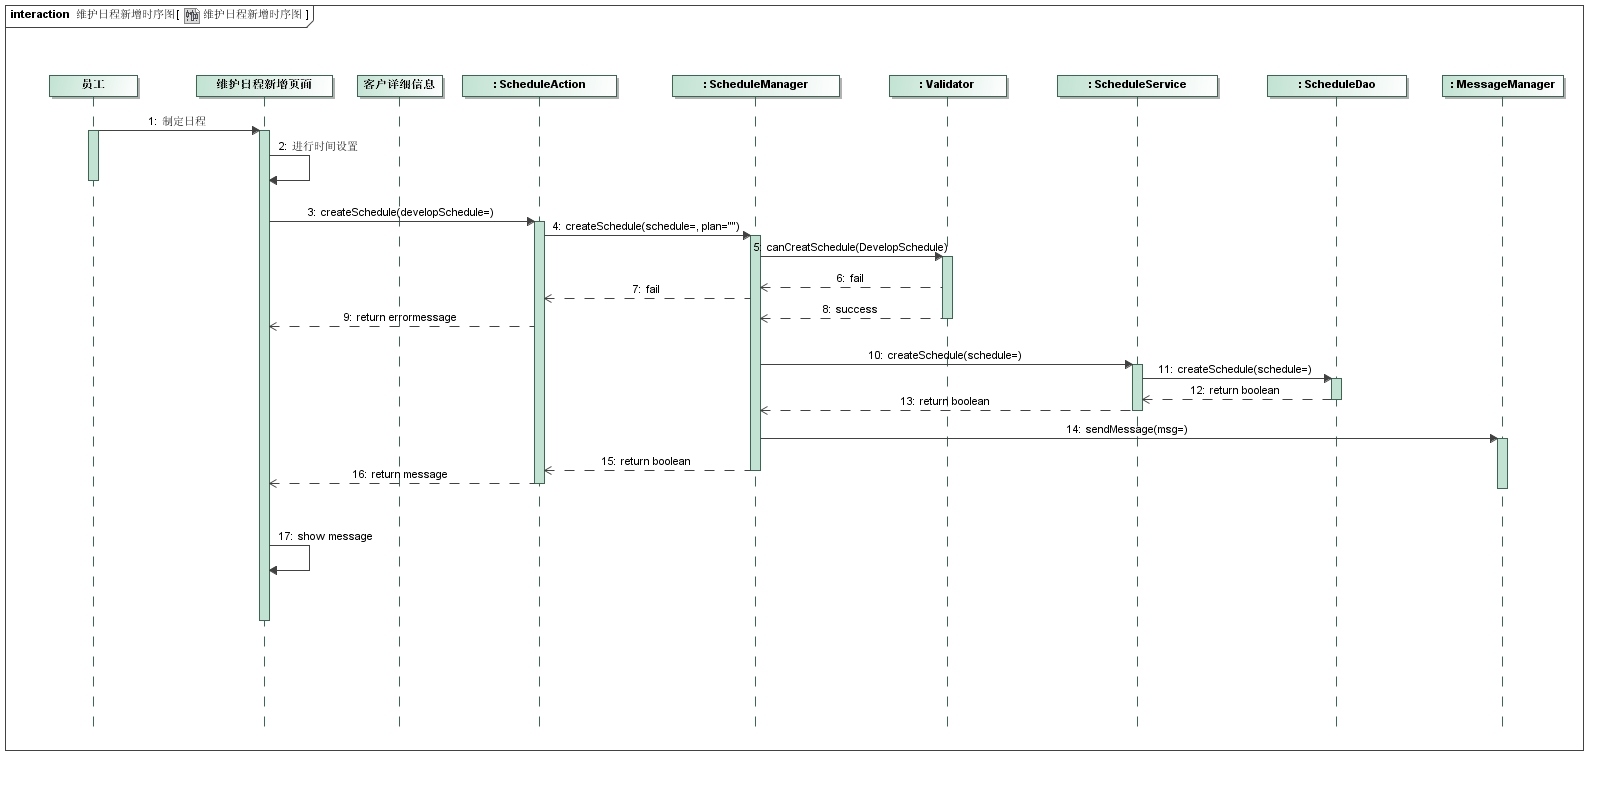 interaction 维护日程新增时序图[ 维护日程新增时序图 ]
员工
维护日程新增页面
客户详细信息
: ScheduleAction
: ScheduleManager
: Validator
: ScheduleService
: ScheduleDao
: MessageManager
1: 制定日程
2: 进行时间设置
3: createSchedule(developSchedule=)
4: createSchedule(schedule=, plan="")
5: canCreatSchedule(DevelopSchedule)
6: fail
7: fail
8: success
9: return errormessage
10: createSchedule(schedule=)
11: createSchedule(schedule=)
12: return boolean
13: return boolean
14: sendMessage(msg=)
15: return boolean
16: return message
17: show message